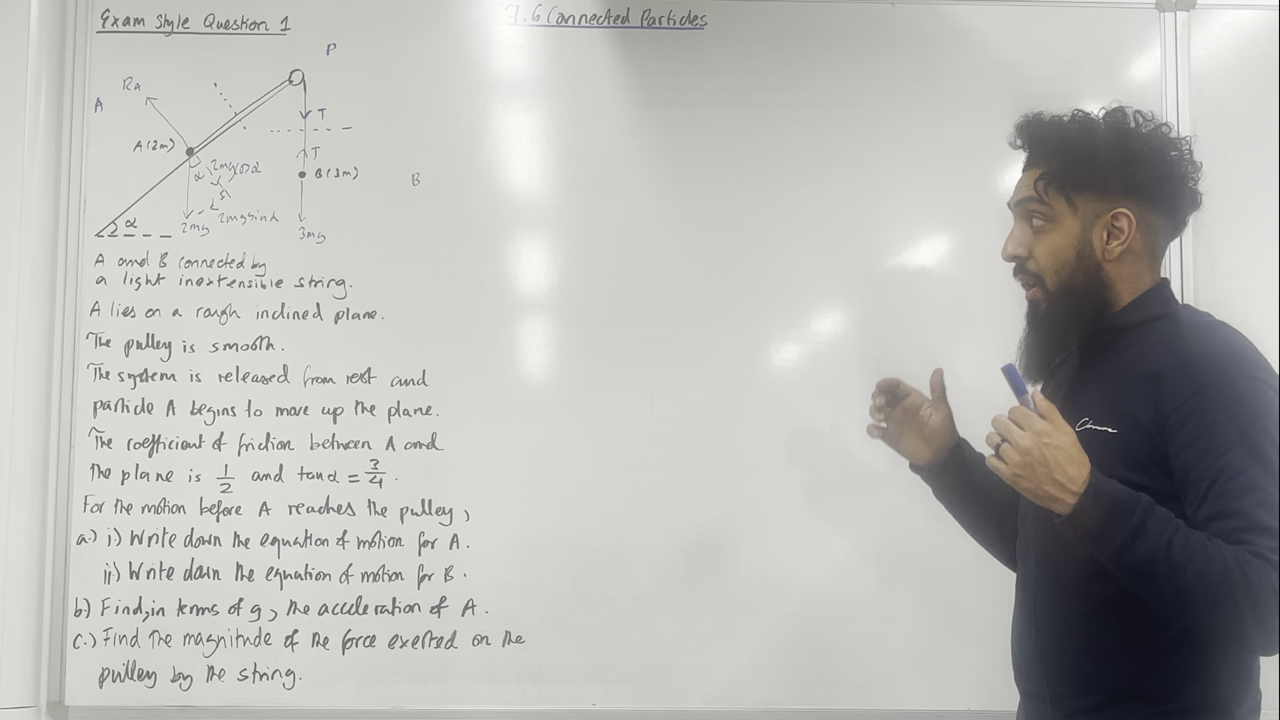 Exam Style Question 1
7.6 Connected Particles
P
RA
A
T
A(2m)
T
α
2mgcosα
B(3m)
B
2mgsinα
2mg
3mg
α
A and B connected by
a light inextensible string.
A lies on a rough inclined plane.
The pulley is smooth.
The system is released from rest and
particle A begins to move up the plane.
The coefficient of friction between A and
the plane is 1/2 and tanα = 3/4.
For the motion before A reaches the pulley,
a.) i.) Write down the equation of motion for A.
ii.) Write down the equation of motion for B.
b.) Find, in terms of g, the acceleration of A.
c.) Find the magnitude of the force exerted on the
pulley by the string.